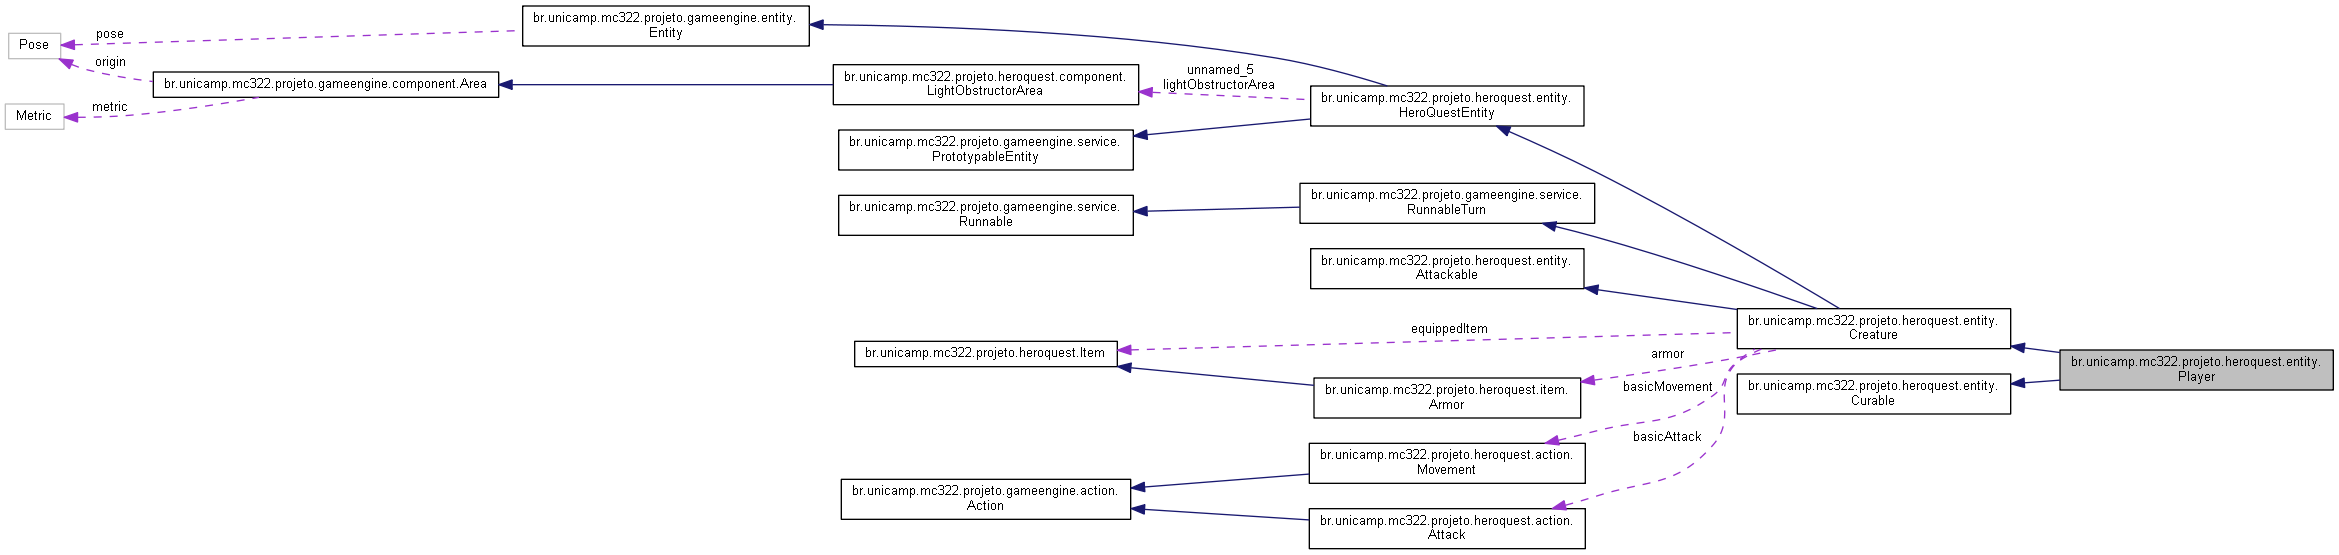 br.unicamp.mc322.projeto.gameengine.entity.
Entity
pose
Pose
origin
br.unicamp.mc322.projeto.gameengine.component.Area
metric
Metric
br.unicamp.mc322.projeto.heroquest.component.
LightObstructorArea
unnamed_5
lightObstructorArea
br.unicamp.mc322.projeto.heroquest.entity.
HeroQuestEntity
br.unicamp.mc322.projeto.gameengine.service.
PrototypableEntity
br.unicamp.mc322.projeto.gameengine.service.
Runnable
br.unicamp.mc322.projeto.gameengine.service.
RunnableTurn
br.unicamp.mc322.projeto.heroquest.entity.
Attackable
br.unicamp.mc322.projeto.heroquest.entity.
Creature
equippedItem
br.unicamp.mc322.projeto.heroquest.Item
armor
br.unicamp.mc322.projeto.heroquest.item.
Armor
basicMovement
br.unicamp.mc322.projeto.heroquest.entity.
Curable
br.unicamp.mc322.projeto.heroquest.entity.
Player
basicAttack
br.unicamp.mc322.projeto.heroquest.action.
Movement
br.unicamp.mc322.projeto.gameengine.action.
Action
br.unicamp.mc322.projeto.heroquest.action.
Attack